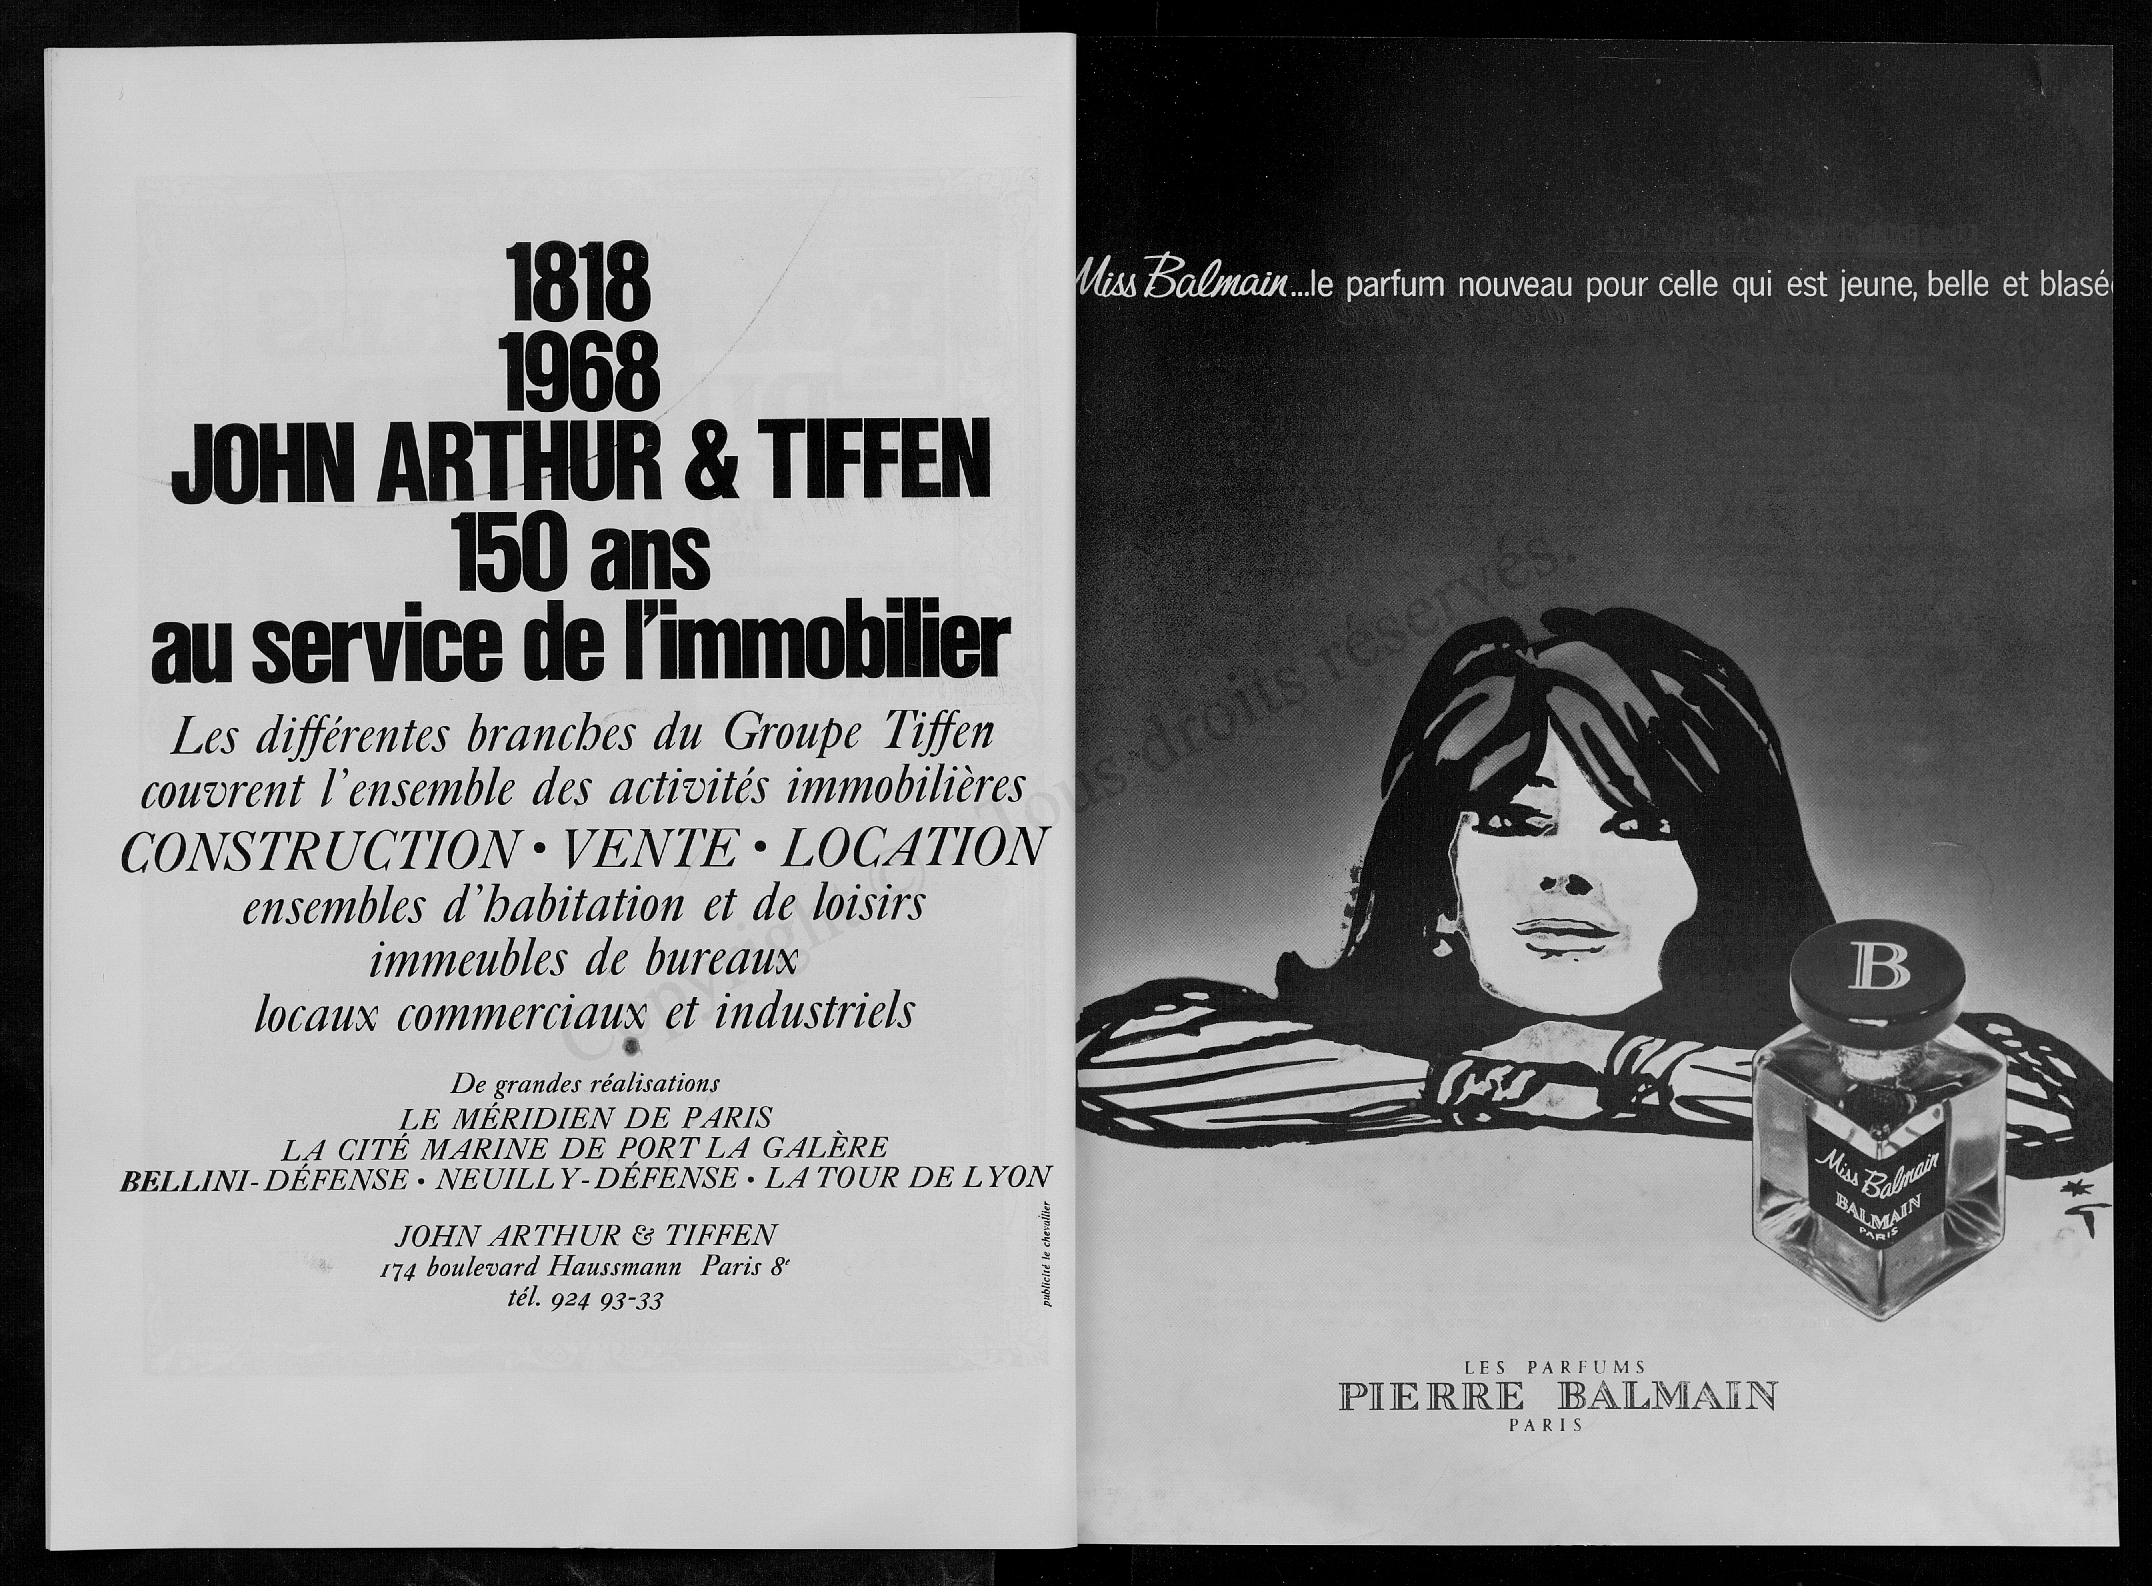 1818
1968
JOHN ARTHUR & TIFFEN
150 ans
au service de l'immobilier
Les différentes branches du Groupe Tiffen
couvrent l'ensemble des activités immobilières
CONSTRUCTION • VENTE • LOCATION
ensembles d'habitation et de loisirs
immeubles de bureaux
locaux commerciaux et industriels
De grandes réalisations
LE MÉRIDIEN DE PARIS
LA CITÉ MARINE DE PORT LA GALÈRE
BELLINI-DÉFENSE • NEUILLY-DÉFENSE • LA TOUR DE LYON
JOHN ARTHUR & TIFFEN
174 boulevard Haussmann Paris 8e
tél. 924 93-33
publicité le chevallier
Copyright © Tous droits réservés.
Miss Balmain...le parfum nouveau pour celle qui est jeune, belle et blasé
B
Miss Balmain
BALMAIN
PARIS
LES PARFUMS
PIERRE BALMAIN
PARIS